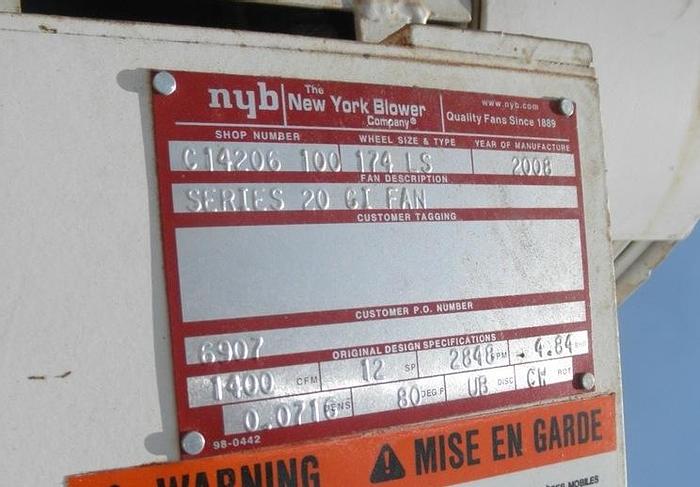 nyb The New York Blower Company® www.nyb.com
Quality Fans Since 1889
SHOP NUMBER WHEEL SIZE & TYPE YEAR OF MANUFACTURE
C14206 100 174 LS 2008
FAN DESCRIPTION
SERIES 20 GI FAN
CUSTOMER TAGGING
CUSTOMER P.O. NUMBER
6907
ORIGINAL DESIGN SPECIFICATIONS
1400 CFM 12 SP 2848 RPM 4.84
0.0716 DENS 80 DEG F UB DISC CW ROT
98-0442
WARNING MISE EN GARDE
MOBILES